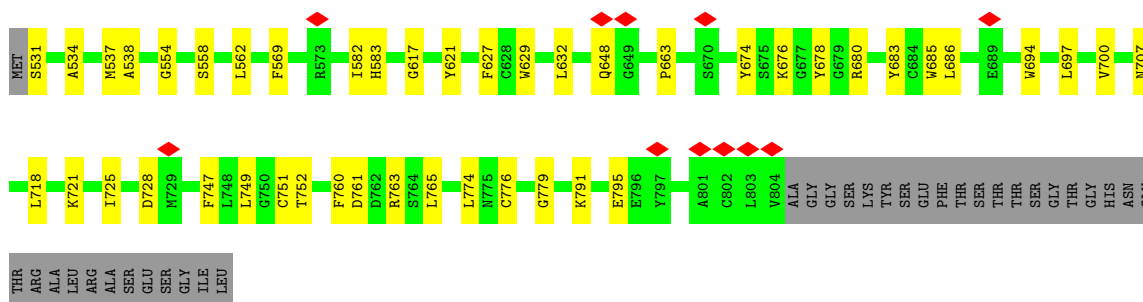 MET S531 A534 M537 A538 G554 S558 L562 F569 R573 I582 H583 G617 Y621 F627 C628 W629 L632 Q648 G649 P663 S670 Y674 S675 K676 G677 Y678 G679 R680 Y683 C684 W685 L686 E689 W694 L697 V700 N707
L718 K721 I725 D728 M729 F747 L748 L749 G750 C751 T752 F760 D761 D762 R763 S764 L765 L774 N775 C776 G779 K791 E795 E796 Y797 A801 C802 L803 V804 ALA GLY GLY SER LYS TYR SER GLU PHE THR SER THR THR SER GLY THR GLY HIS ASN
THR ARG ALA LEU ARG ALA SER GLU SER GLY ILE LEU